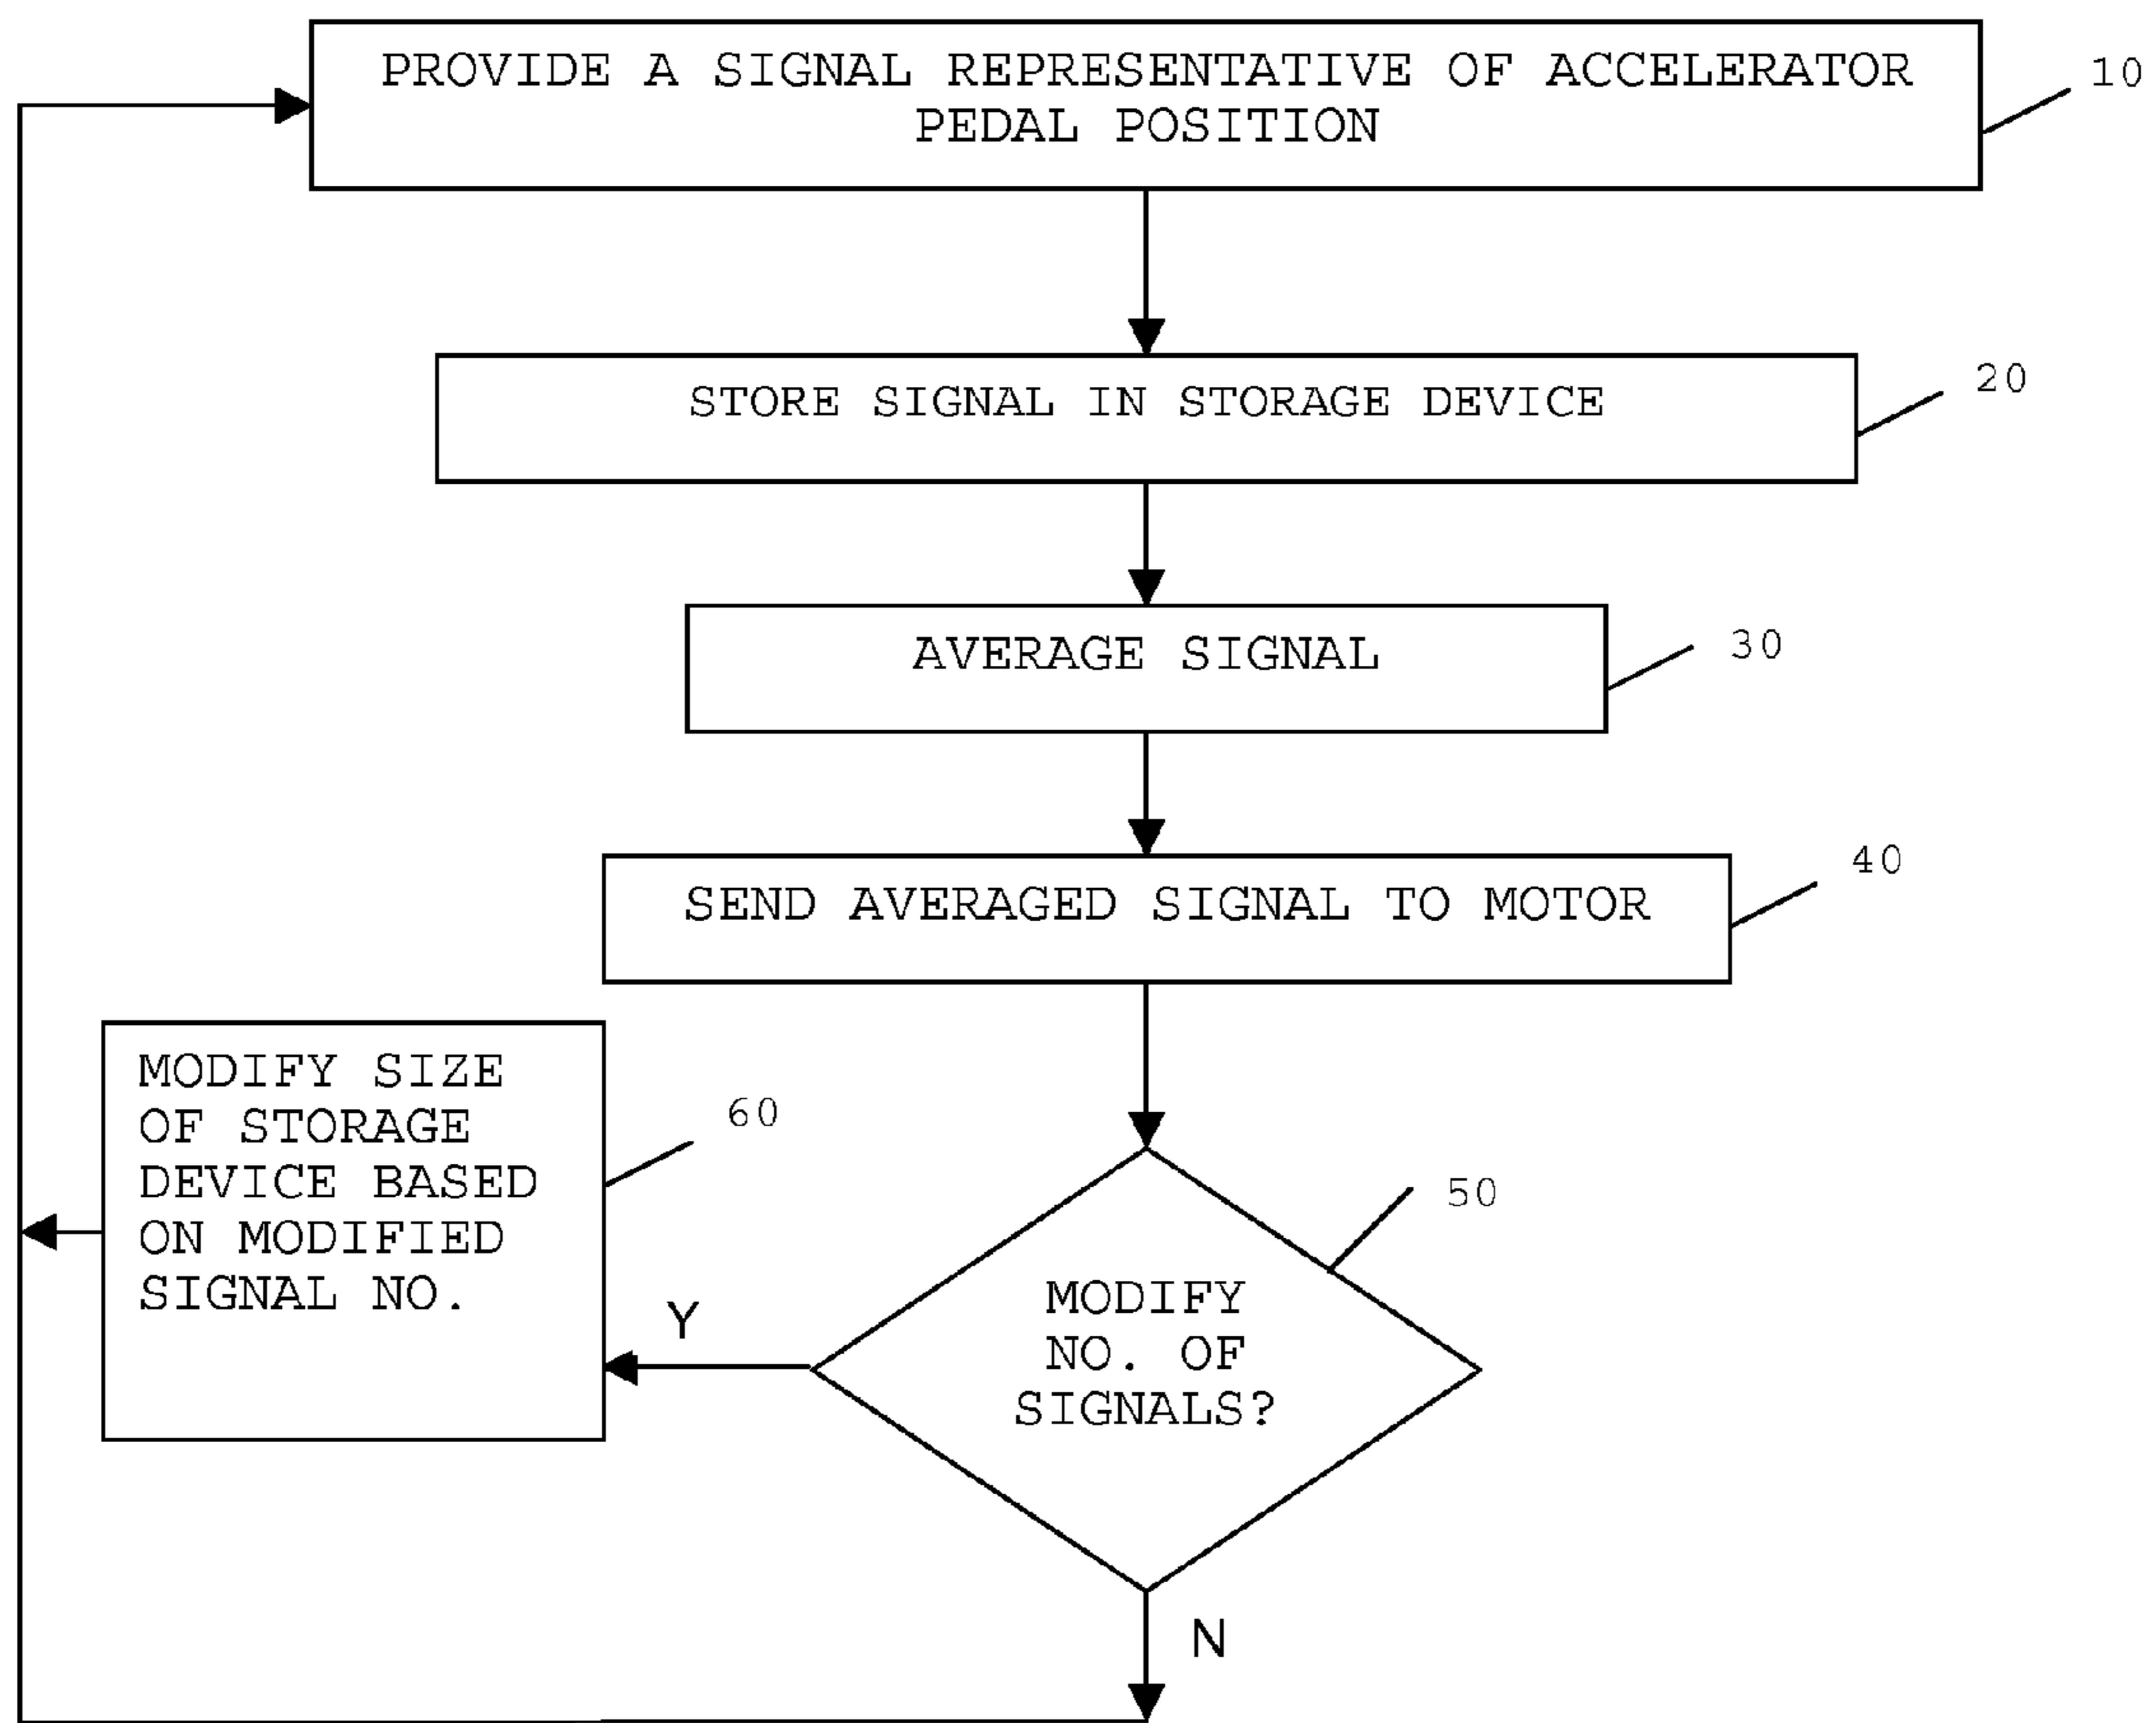 PROVIDE A SIGNAL REPRESENTATIVE OF ACCELERATOR
PEDAL POSITION
10
STORE SIGNAL IN STORAGE DEVICE
20
AVERAGE SIGNAL
30
SEND AVERAGED SIGNAL TO MOTOR
40
MODIFY SIZE
OF STORAGE
DEVICE BASED
ON MODIFIED
SIGNAL NO.
60
50
MODIFY
NO. OF
SIGNALS?
Y
N